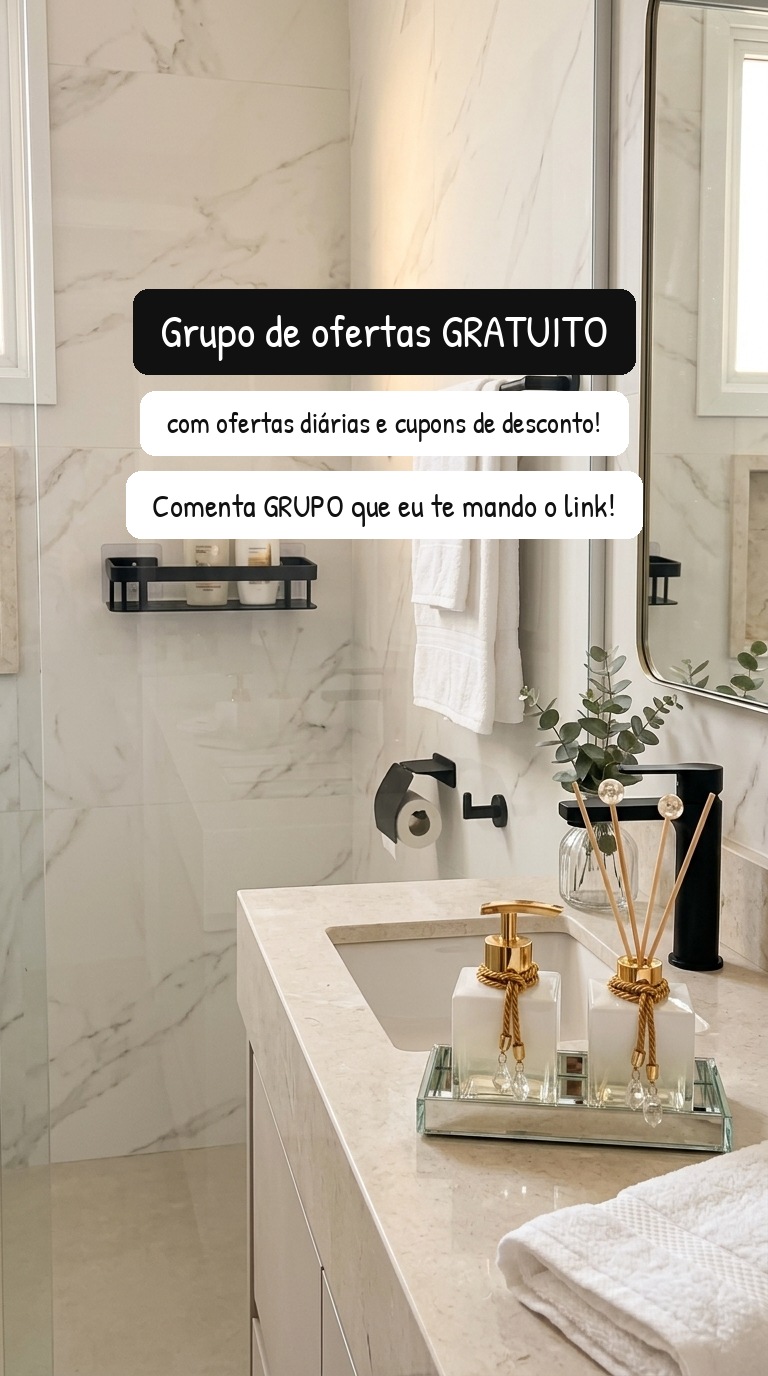 Grupo de ofertas GRATUITO
com ofertas diárias e cupons de desconto!
Comenta GRUPO que eu te mando o link!